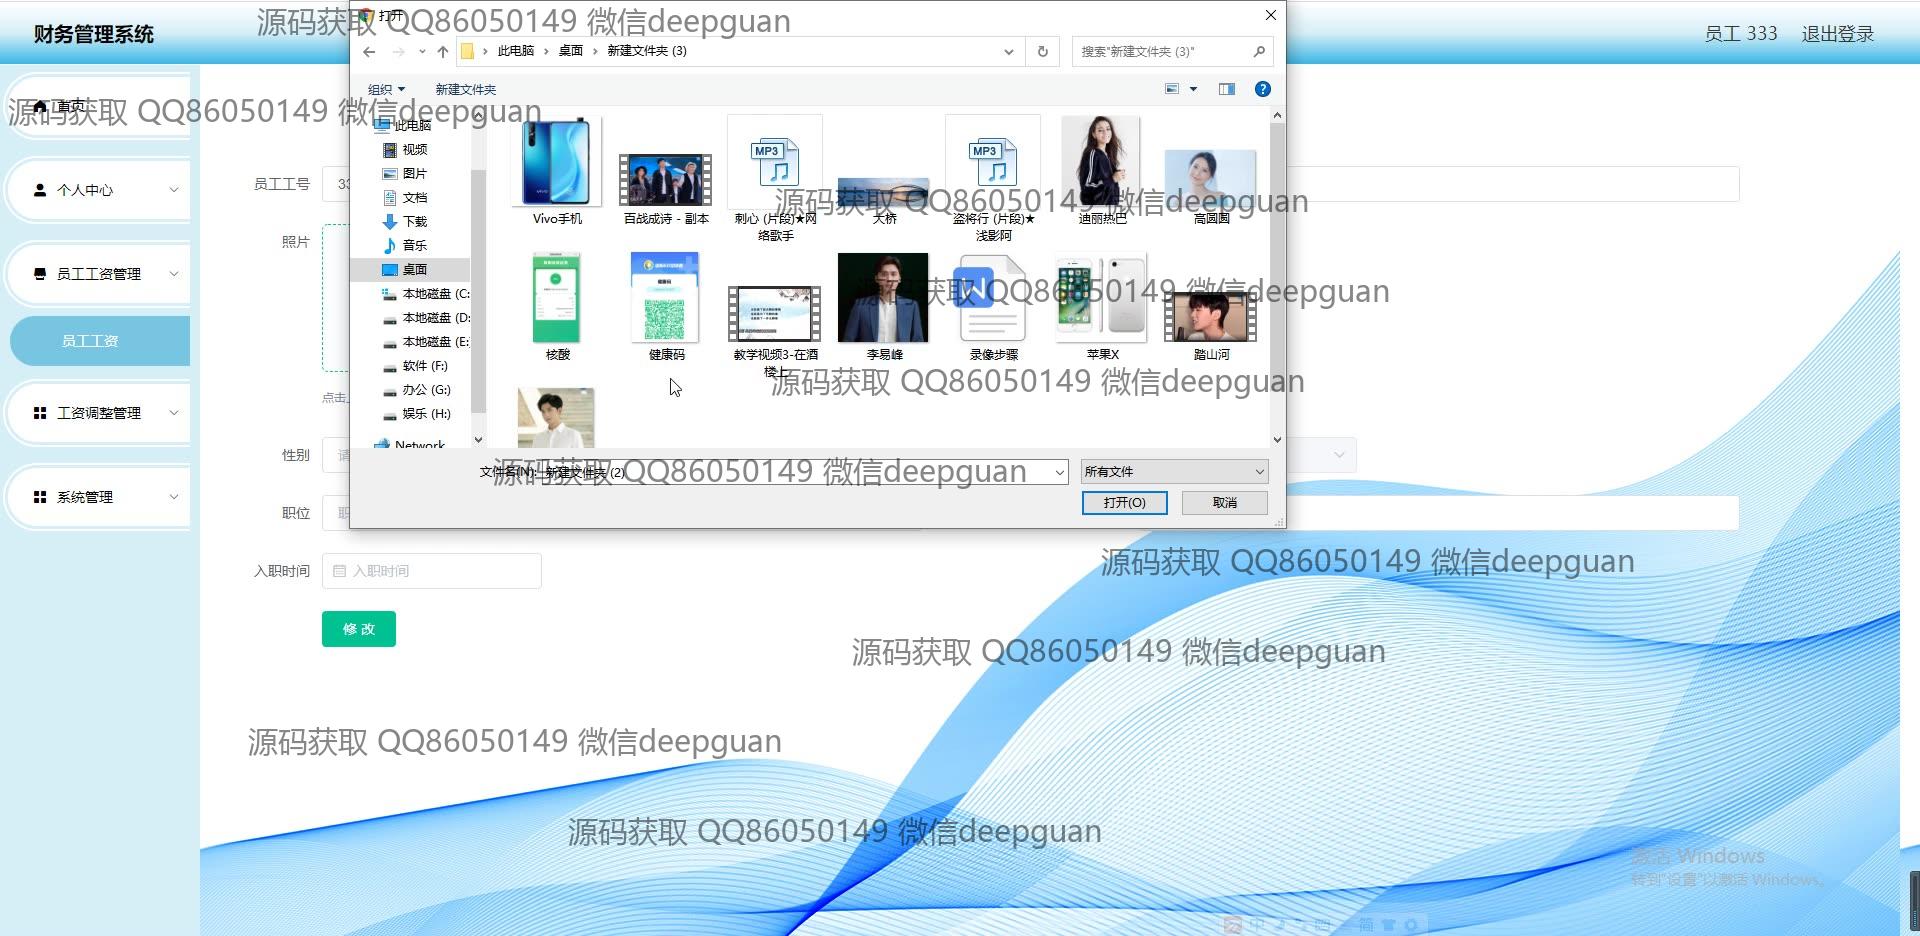 源码获取 QQ86050149 微信deepguan
打开
财务管理系统
员工 333 退出登录
此电脑 桌面 新建文件夹 (3)
搜索"新建文件夹 (3)"
组织 新建文件夹
首页
源码获取 QQ86050149 微信deepguan
个人中心
员工工资管理
员工工资
工资调整管理
系统管理
此电脑
视频
图片
文档
下载
音乐
桌面
本地磁盘 (C:
本地磁盘 (D:
本地磁盘 (E:
软件 (F:)
办公 (G:)
娱乐 (H:)
Network
MP3
MP3
Vivo手机
百战成诗 - 副本
刺心 (片段)★网络歌手
大桥
盗将行 (片段)★浅影阿
迪丽热巴
高圆圆
源码获取 QQ86050149 微信deepguan
核酸
健康码
教学视频3-在酒楼上
李易峰
录像步骤
苹果X
踏山河
源码获取 QQ86050149 微信deepguan
源码获取 QQ86050149 微信deepguan
文件名(N): 新建文件夹 (2)
所有文件
源码获取 QQ86050149 微信deepguan
打开(O) 取消
员工工号 33
照片
点击
性别 请
职位 职
入职时间 入职时间
修改
源码获取 QQ86050149 微信deepguan
源码获取 QQ86050149 微信deepguan
源码获取 QQ86050149 微信deepguan
源码获取 QQ86050149 微信deepguan
激活 Windows
转到"设置"以激活 Windows。
中
简